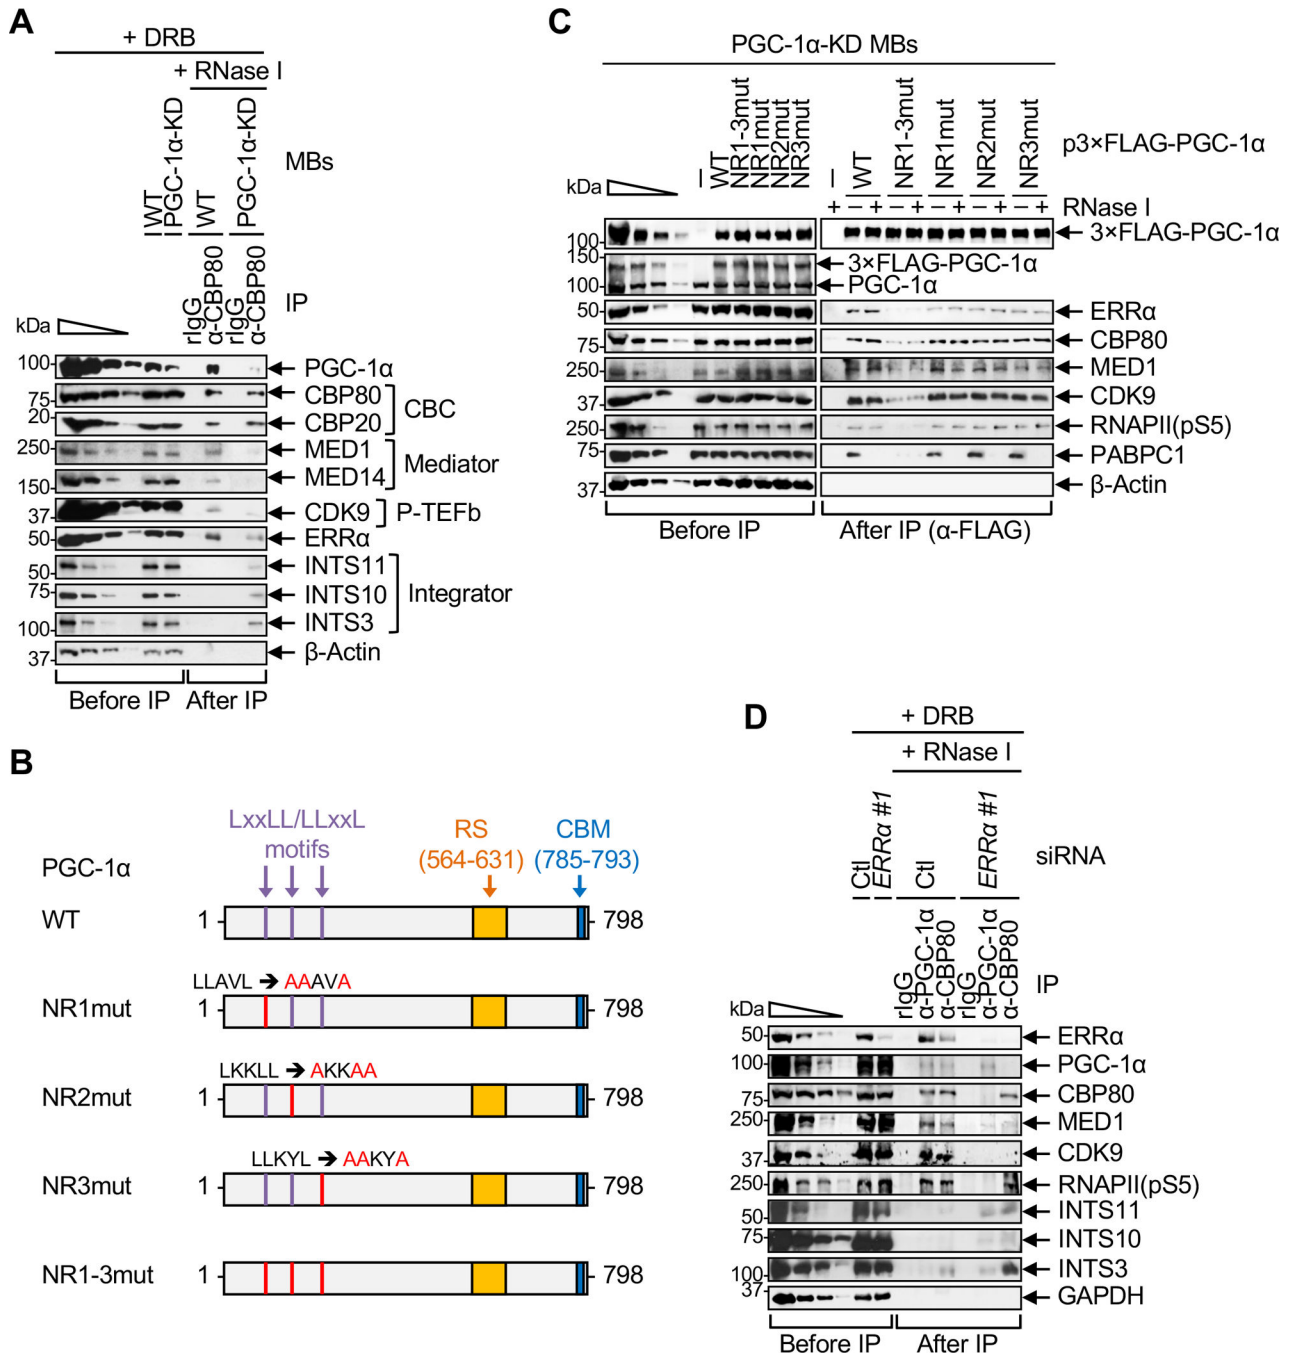 A
+ DRB
+ RNase I
WT
PGC-1α-KD
WT
PGC-1α-KD
MBs
rIgG
α-CBP80
rIgG
α-CBP80
IP
kDa
100
PGC-1α
75
CBP80
CBC
20
CBP20
250
MED1
Mediator
150
MED14
37
CDK9
P-TEFb
50
ERRα
50
INTS11
75
INTS10
Integrator
100
INTS3
37
β-Actin
Before IP
After IP
B
LxxLL/LLxxL
motifs
RS
(564-631)
CBM
(785-793)
PGC-1α
WT
1
798
LLAVL ➔ AAAVA
NR1mut
1
798
LKKLL ➔ AKKAA
NR2mut
1
798
LLKYL ➔ AAKYA
NR3mut
1
798
NR1-3mut
1
798
C
PGC-1α-KD MBs
–
WT
NR1-3mut
NR1mut
NR2mut
NR3mut
–
WT
NR1-3mut
NR1mut
NR2mut
NR3mut
p3×FLAG-PGC-1α
kDa
+ – + – + – + – + – +
RNase I
100
3×FLAG-PGC-1α
150
3×FLAG-PGC-1α
100
PGC-1α
50
ERRα
75
CBP80
250
MED1
37
CDK9
250
RNAPII(pS5)
75
PABPC1
37
β-Actin
Before IP
After IP (α-FLAG)
D
+ DRB
+ RNase I
Ctl
ERRα #1
Ctl
ERRα #1
siRNA
rIgG
α-PGC-1α
α-CBP80
rIgG
α-PGC-1α
α-CBP80
IP
kDa
50
ERRα
100
PGC-1α
75
CBP80
250
MED1
37
CDK9
250
RNAPII(pS5)
50
INTS11
75
INTS10
100
INTS3
37
GAPDH
Before IP
After IP